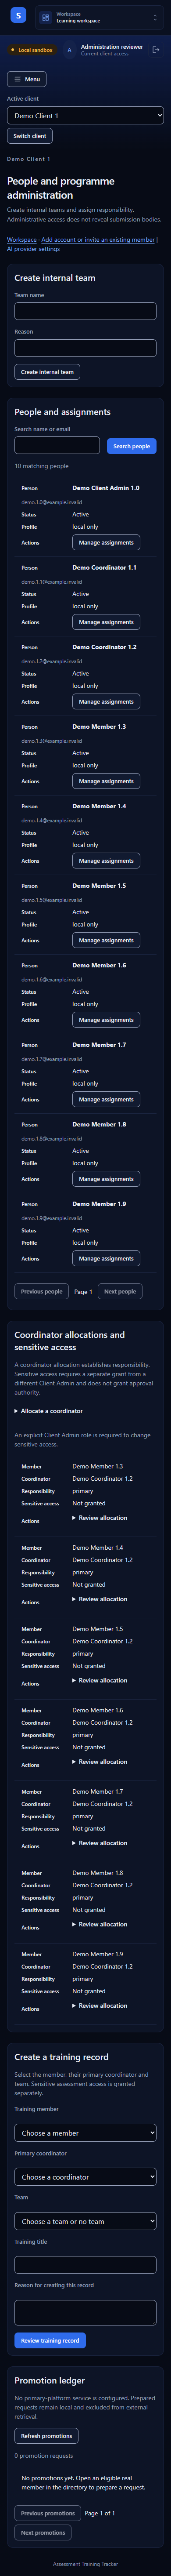 S
Workspace
Learning workspace
Local sandbox
A
Administration reviewer
Current client access
Menu
Active client
Demo Client 1
Switch client
Demo Client 1
People and programme
administration
Create internal teams and assign responsibility.
Administrative access does not reveal submission bodies.
Workspace · Add account or invite an existing member |
AI provider settings
Create internal team
Team name
Reason
Create internal team
People and assignments
Search name or email
Search people
10 matching people
Person Demo Client Admin 1.0
demo.1.0@example.invalid
Status Active
Profile local only
Actions Manage assignments
Person Demo Coordinator 1.1
demo.1.1@example.invalid
Status Active
Profile local only
Actions Manage assignments
Person Demo Coordinator 1.2
demo.1.2@example.invalid
Status Active
Profile local only
Actions Manage assignments
Person Demo Member 1.3
demo.1.3@example.invalid
Status Active
Profile local only
Actions Manage assignments
Person Demo Member 1.4
demo.1.4@example.invalid
Status Active
Profile local only
Actions Manage assignments
Person Demo Member 1.5
demo.1.5@example.invalid
Status Active
Profile local only
Actions Manage assignments
Person Demo Member 1.6
demo.1.6@example.invalid
Status Active
Profile local only
Actions Manage assignments
Person Demo Member 1.7
demo.1.7@example.invalid
Status Active
Profile local only
Actions Manage assignments
Person Demo Member 1.8
demo.1.8@example.invalid
Status Active
Profile local only
Actions Manage assignments
Person Demo Member 1.9
demo.1.9@example.invalid
Status Active
Profile local only
Actions Manage assignments
Previous people Page 1 Next people
Coordinator allocations and
sensitive access
A coordinator allocation establishes responsibility.
Sensitive access requires a separate grant from a
different Client Admin and does not grant approval
authority.
Allocate a coordinator
An explicit Client Admin role is required to change
sensitive access.
Member Demo Member 1.3
Coordinator Demo Coordinator 1.2
Responsibility primary
Sensitive access Not granted
Actions Review allocation
Member Demo Member 1.4
Coordinator Demo Coordinator 1.2
Responsibility primary
Sensitive access Not granted
Actions Review allocation
Member Demo Member 1.5
Coordinator Demo Coordinator 1.2
Responsibility primary
Sensitive access Not granted
Actions Review allocation
Member Demo Member 1.6
Coordinator Demo Coordinator 1.2
Responsibility primary
Sensitive access Not granted
Actions Review allocation
Member Demo Member 1.7
Coordinator Demo Coordinator 1.2
Responsibility primary
Sensitive access Not granted
Actions Review allocation
Member Demo Member 1.8
Coordinator Demo Coordinator 1.2
Responsibility primary
Sensitive access Not granted
Actions Review allocation
Member Demo Member 1.9
Coordinator Demo Coordinator 1.2
Responsibility primary
Sensitive access Not granted
Actions Review allocation
Create a training record
Select the member, their primary coordinator and
team. Sensitive assessment access is granted
separately.
Training member
Choose a member
Primary coordinator
Choose a coordinator
Team
Choose a team or no team
Training title
Reason for creating this record
Review training record
Promotion ledger
No primary-platform service is configured. Prepared
requests remain local and excluded from external
retrieval.
Refresh promotions
0 promotion requests
No promotions yet. Open an eligible real
member in the directory to prepare a request.
Previous promotions Page 1 of 1
Next promotions
Assessment Training Tracker